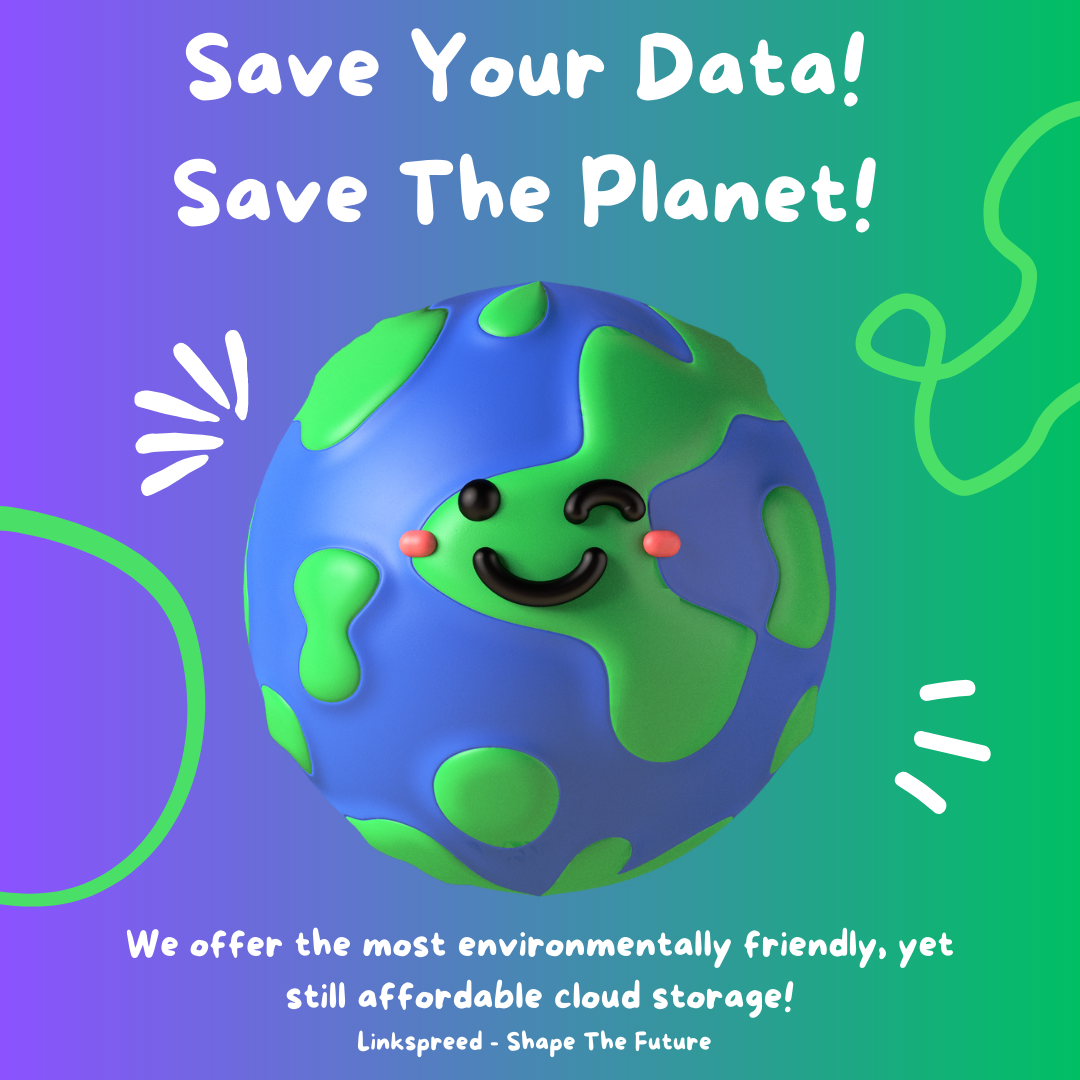 Save Your Data!
Save The Planet!
We offer the most environmentally friendly, yet
still affordable cloud storage!
Linkspreed - Shape The Future